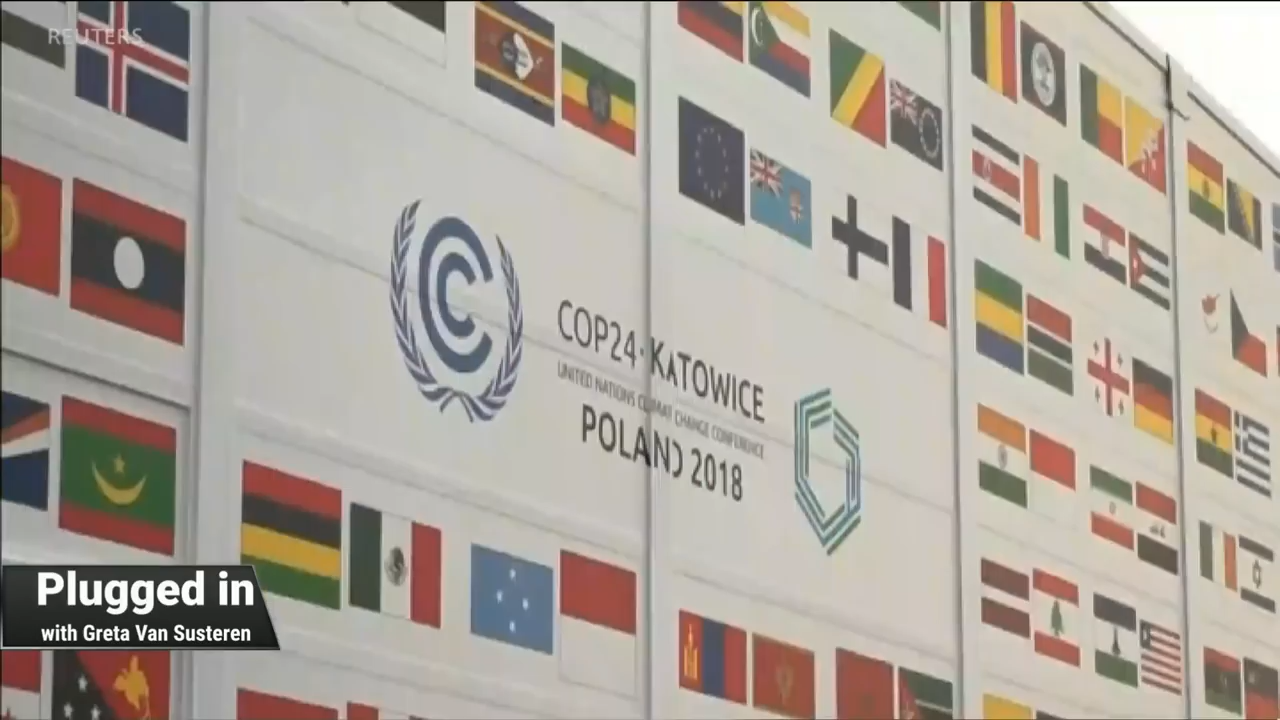 REUTERS
COP24·KATOWICE
UNITED NATIONS CLIMATE CHANGE CONFERENCE
POLAND 2018
Plugged in
with Greta Van Susteren